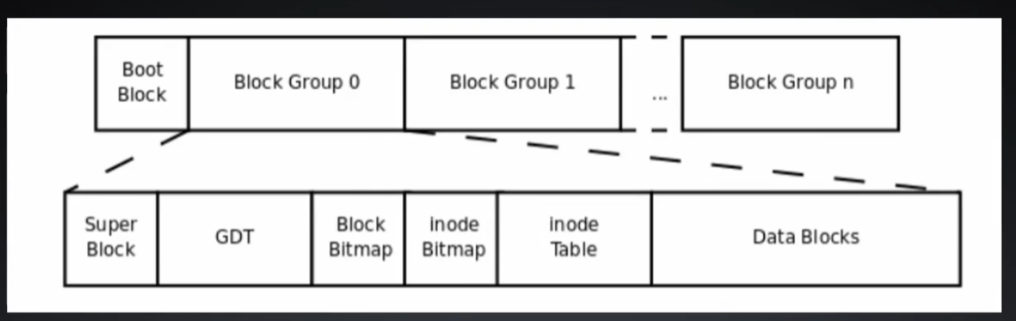 Boot
Block
Block Group 0
Block Group 1
...
Block Group n
Super
Block
GDT
Block
Bitmap
inode
Bitmap
inode
Table
Data Blocks